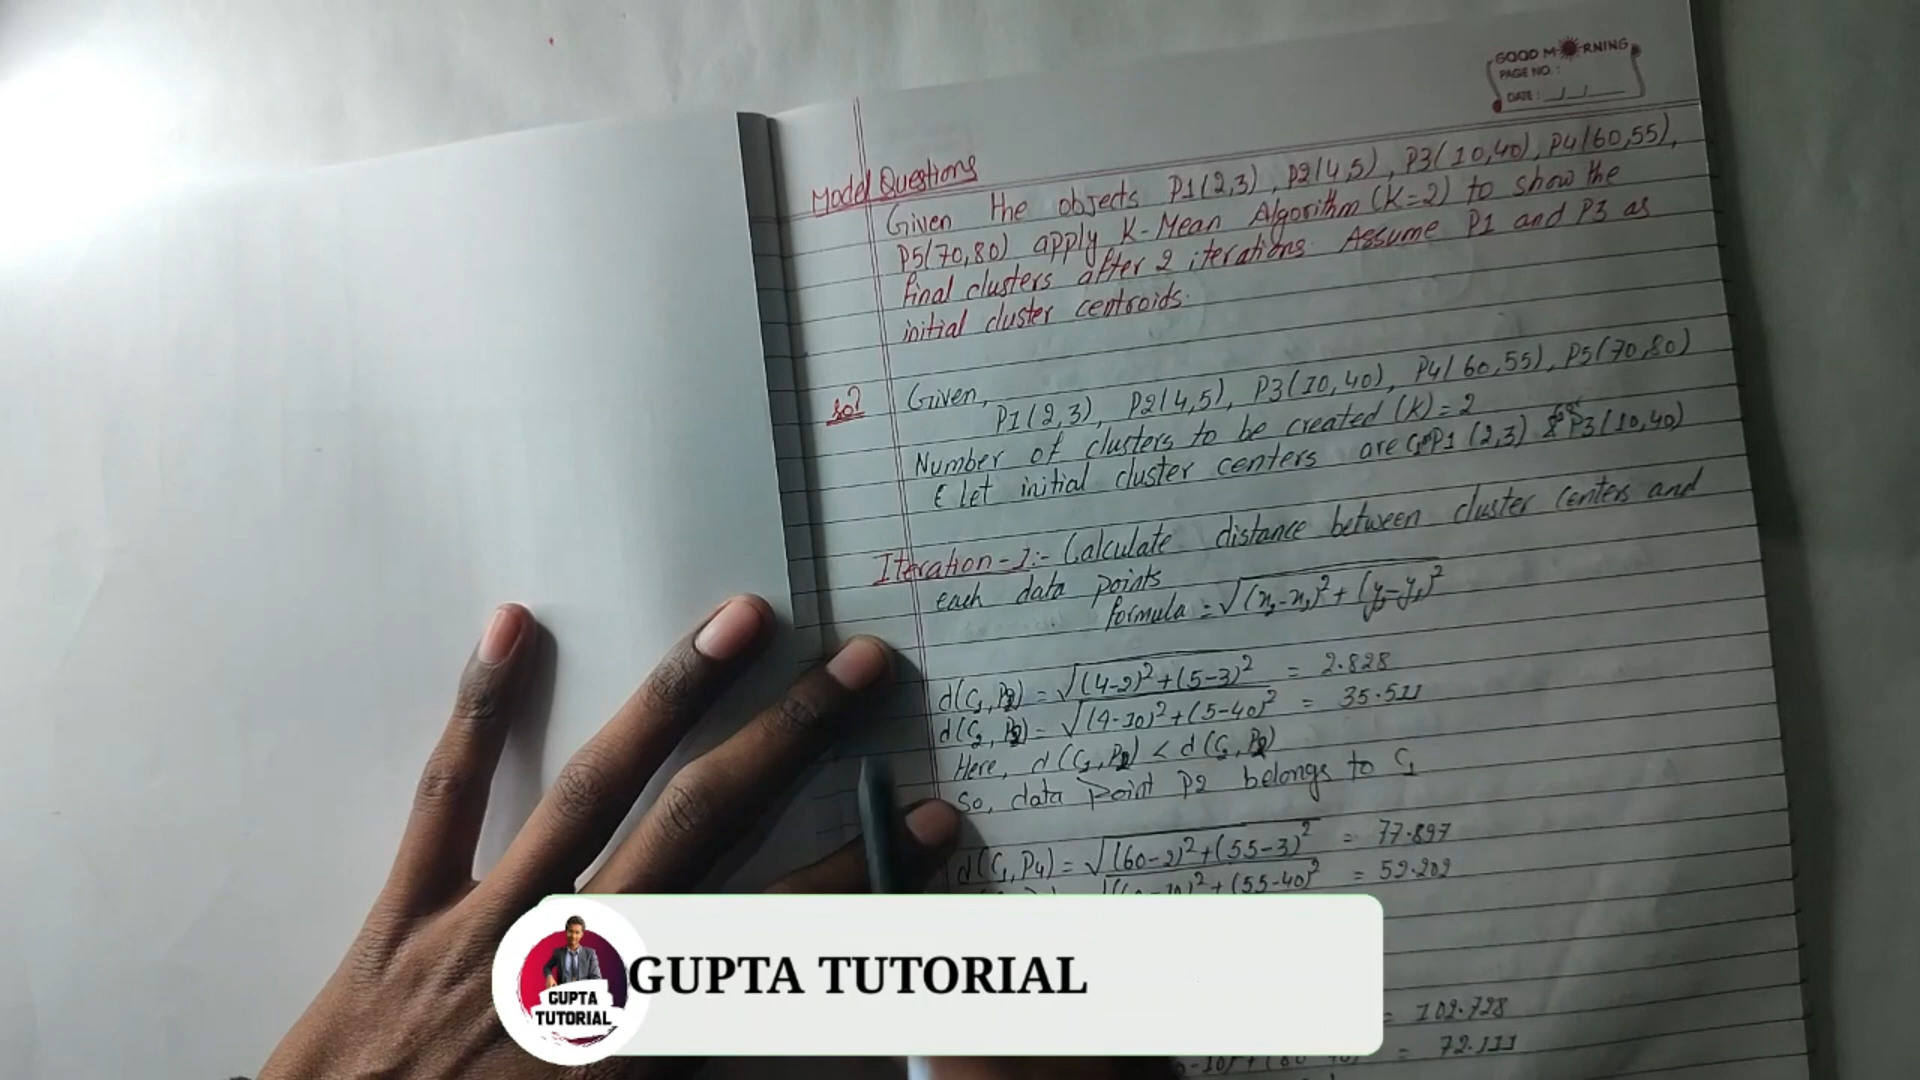 GOOD MORNING
PAGE NO.:
DATE:
Model Questions
Given the objects P1(2,3), P2(4,5), P3(10,40), P4(60,55),
P5(70,80) apply K-Mean Algorithm (K=2) to show the
final clusters after 2 iterations. Assume P1 and P3 as
initial cluster centroids.
Given,
P1(2,3), P2(4,5), P3(10,40), P4(60,55), P5(70,80)
Number of clusters to be created (K)=2
Let initial cluster centers are P1(2,3) & P3(10,40)
Iteration-1:- Calculate distance between cluster centers and
each data points
formula = √(x₂-x₁)²+(y₂-y₁)²
d(C₁,P2) = √(4-2)²+(5-3)² = 2.828
d(C₂,P2) = √(4-10)²+(5-40)² = 35.511
Here, d(C₁,P2) < d(C₂,P2)
So, data point P2 belongs to C₁
d(C₁,P4) = √(60-2)²+(55-3)² = 77.897
-10)²+(55-40)² = 52.202
GUPTA TUTORIAL
GUPTA
TUTORIAL
= 102.728
= 72.111